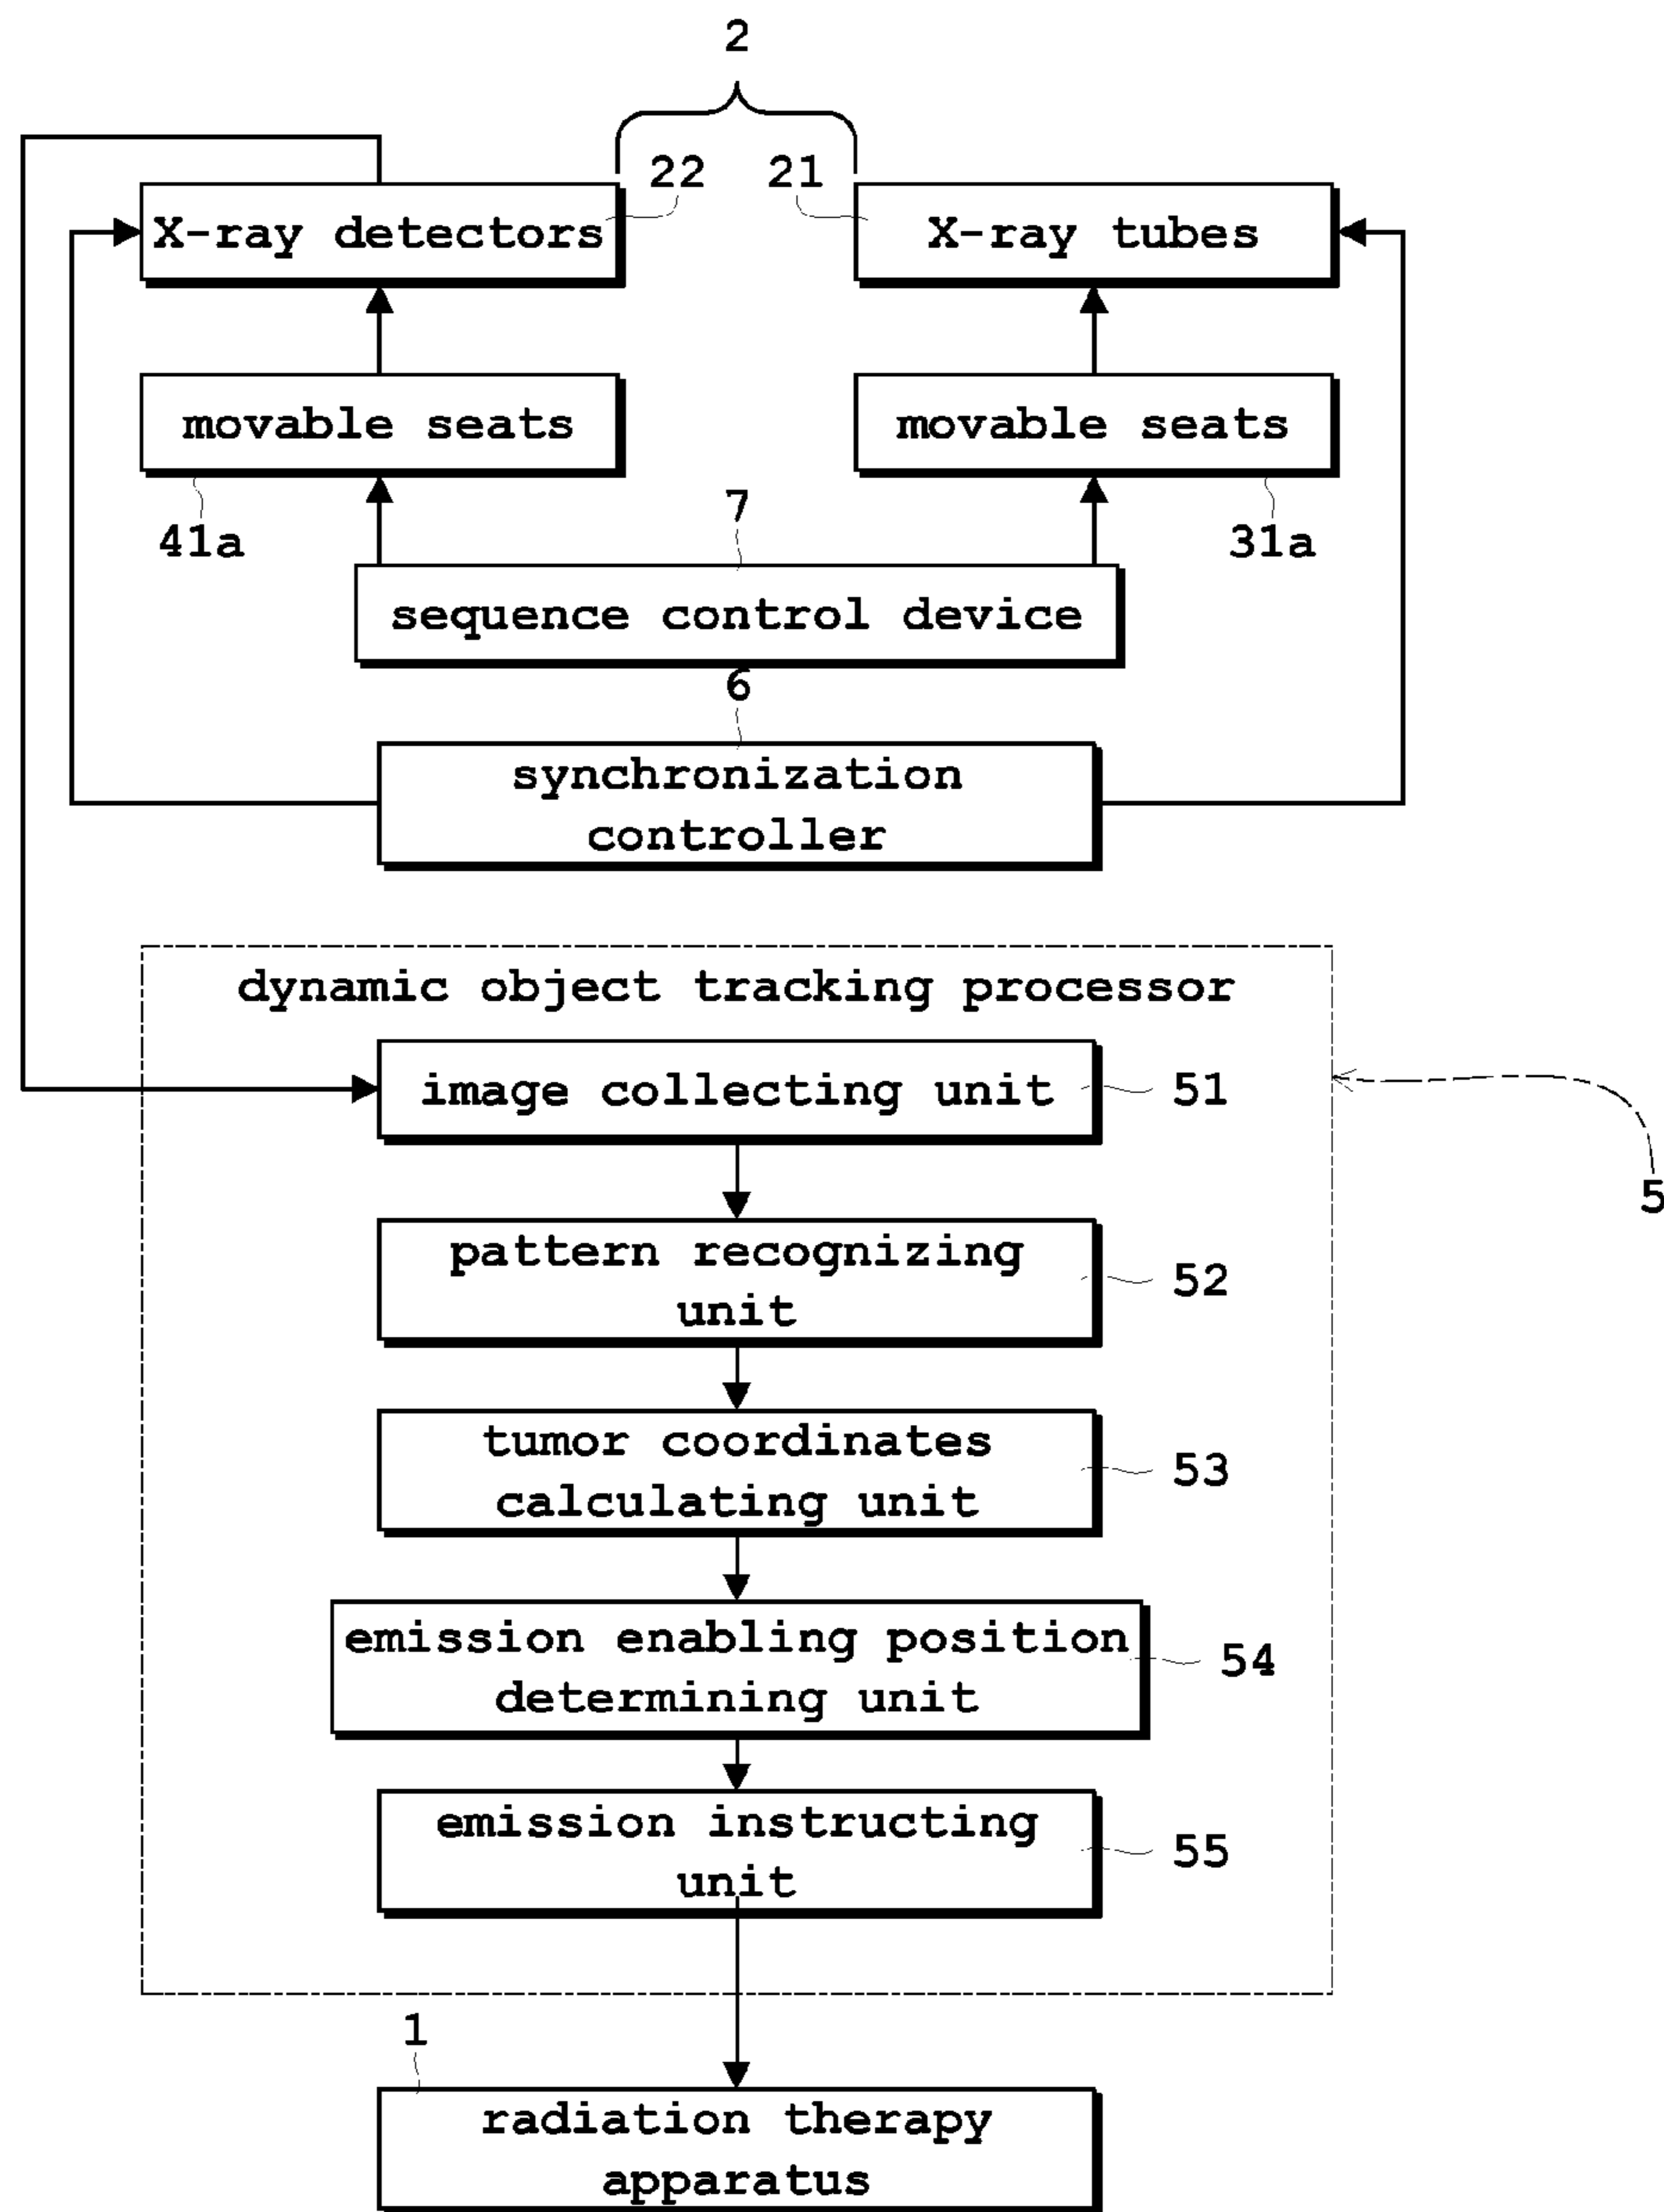 2
22
21
X-ray detectors
X-ray tubes
movable seats
movable seats
41a
7
31a
sequence control device
6
synchronization
controller
dynamic object tracking processor
image collecting unit
51
5
pattern recognizing
unit
52
tumor coordinates
calculating unit
53
emission enabling position
determining unit
54
emission instructing
unit
55
1
radiation therapy
apparatus